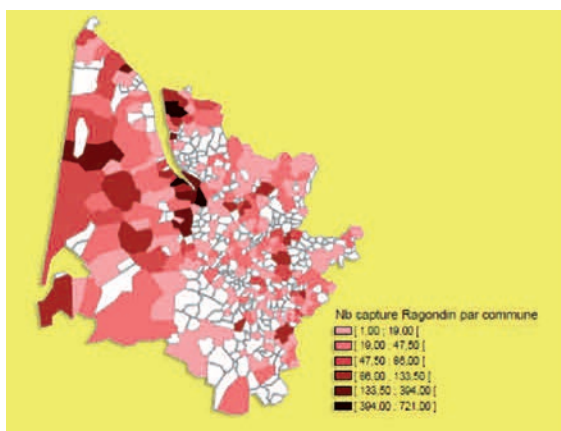 Nb capture Ragondin par commune
[ 1,00 ; 19,00 [
[ 19,00 ; 47,50 [
[ 47,50 ; 86,00 [
[ 86,00 ; 133,50 [
[ 133,50 ; 394,00 [
[ 394,00 ; 721,00 [